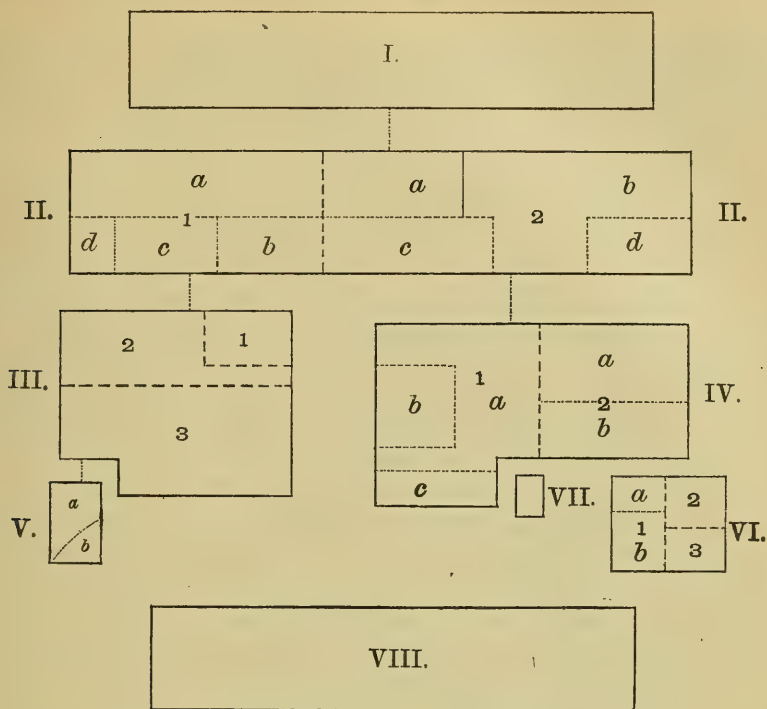 I.
a a b
II. 1 2 II.
d c b c d
2 1
III.
3
1 a
b a 2 IV.
b
c
V. a b
VII.
a 2
1 VI.
b 3
VIII.